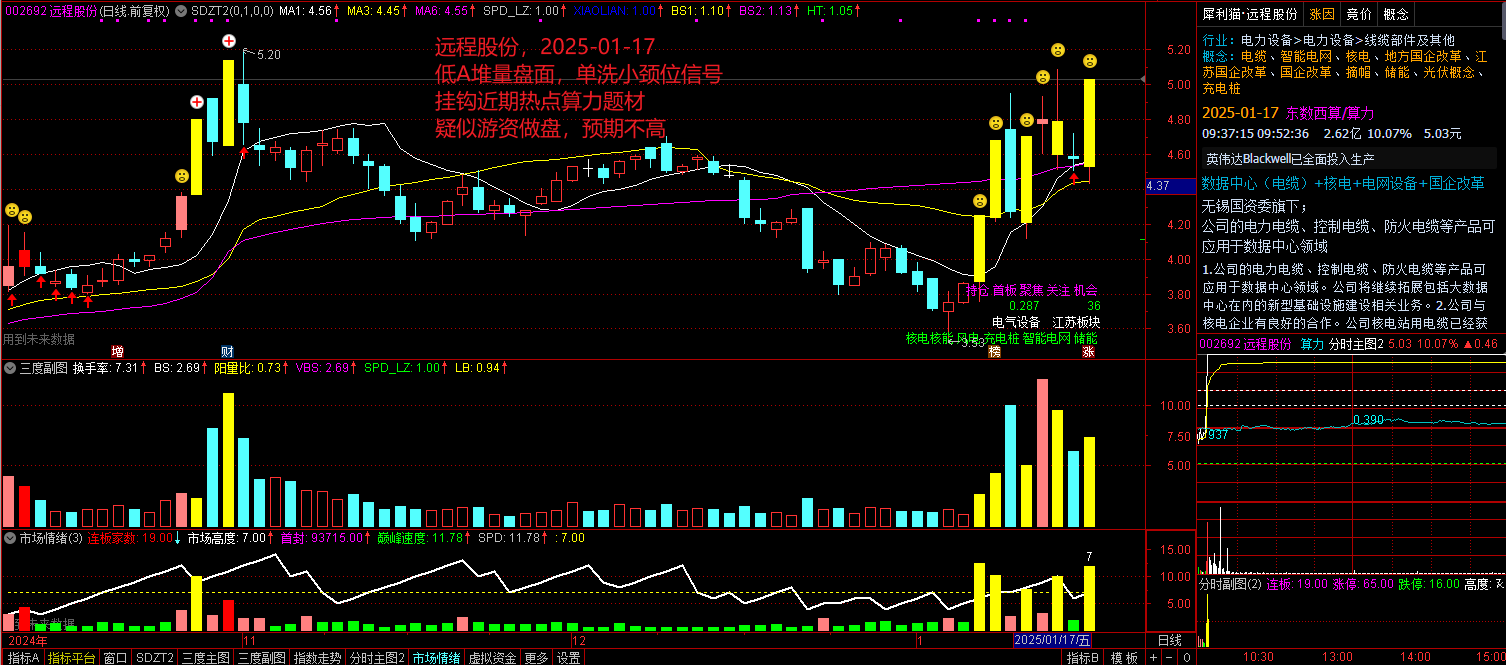 002692 远程股份(日线.前复权) SDZT2(0,1,0,0) MA1: 4.56↑ MA3: 4.45↑ MA6: 4.55↑ SPD_LZ: 1.00↑ XIAOLIAN: 1.00↑ BS1: 1.10↑ BS2: 1.13↑ HT: 1.05↑
5.20
远程股份，2025-01-17
低A堆量盘面，单洗小颈位信号
挂钩近期热点算力题材
疑似游资做盘，预期不高
5.20
5.00
4.80
4.60
4.37
4.20
4.00
3.80
3.60
持仓 首板 聚焦 关注 机会
0.287 36
电气设备 江苏板块
核电核能 风电 充电桩 智能电网 储能
3.53
用到未来数据
增 财 榜 涨
三度副图 换手率: 7.31↑ BS: 2.69↑ 阳量比: 0.73↑ VBS: 2.69↑ SPD_LZ: 1.00↑ LB: 0.94↑
10.00
7.50
5.00
市场情绪(3) 连板家数: 19.00↓ 市场高度: 7.00↑ 首封: 93715.00↑ 巅峰速度: 11.78↑ SPD: 11.78↑ : 7.00
7
15.00
10.00
5.00
2024年 11 12 1 2025/01/17/五 日线
指标A 指标平台 窗口 SDZT2 三度主图 三度副图 指数走势 分时主图2 市场情绪 虚拟资金 更多 设置 指标B 模板 + − 0
犀利猫*远程股份 涨因 竞价 概念
行业: 电力设备>电力设备>线缆部件及其他
概念: 电缆、智能电网、核电、地方国企改革、江
苏国企改革、国企改革、摘帽、储能、光伏概念、
充电桩
2025-01-17 东数西算/算力
09:37:15 09:52:36 2.62亿 10.07% 5.03元
英伟达Blackwell已全面投入生产
数据中心（电缆）+核电+电网设备+国企改革
无锡国资委旗下；
公司的电力电缆、控制电缆、防火电缆等产品可
应用于数据中心领域
1.公司的电力电缆、控制电缆、防火电缆等产品可
应用于数据中心领域。公司将继续拓展包括大数据
中心在内的新型基础设施建设相关业务。2.公司与
核电企业有良好的合作。公司核电站用电缆已经获
002692 远程股份 算力 分时主图2 5.03 10.07% ▲0.46
0.390
937
分时副图(2) 连板: 19.00 涨停: 65.00 跌停: 16.00 高度: 7
10:30 13:00 14:00 15:00